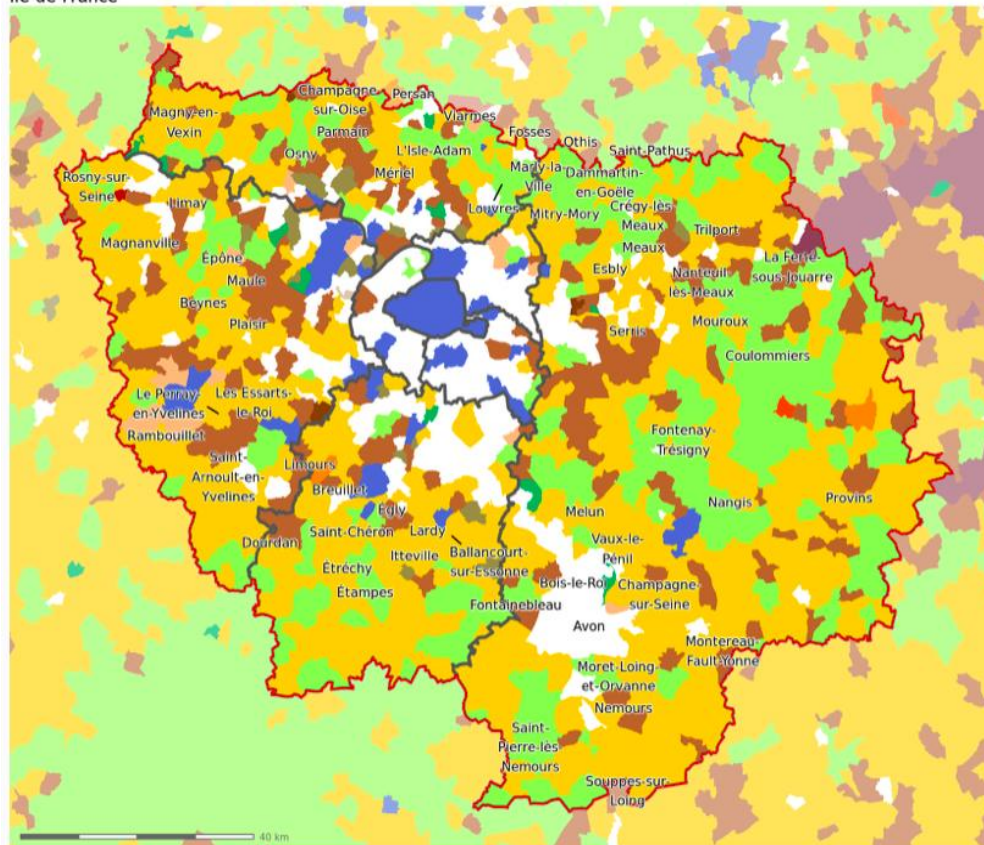 Île-de-France
Magny-en-
Vexin
Champagne-
sur-Oise
Persan
Viarmes
Parmain
Osny
L'Isle-Adam
Fosses
Othis
Saint-Pathus
Mériel
Marly-la-
Ville
Dammartin-
en-Goële
Rosny-sur-
Seine
Limay
Louvres
Mitry-Mory
Crégy-lès-
Meaux
Trilport
Magnanville
Meaux
Épône
Esbly
Nanteuil-
lès-Meaux
La Ferté-
sous-Jouarre
Maule
Beynes
Plaisir
Serris
Mouroux
Coulommiers
Le Perray-
en-Yvelines
Les Essarts-
le-Roi
Rambouillet
Fontenay-
Trésigny
Saint-
Arnoult-en-
Yvelines
Limours
Breuillet
Nangis
Provins
Égly
Melun
Dourdan
Saint-Chéron
Lardy
Vaux-le-
Pénil
Itteville
Ballancourt-
sur-Essonne
Étréchy
Bois-le-Roi
Étampes
Champagne-
sur-Seine
Fontainebleau
Avon
Montereau-
Fault-Yonne
Moret-Loing-
et-Orvanne
Nemours
Saint-
Pierre-lès-
Nemours
Souppes-sur-
Loing
40 km